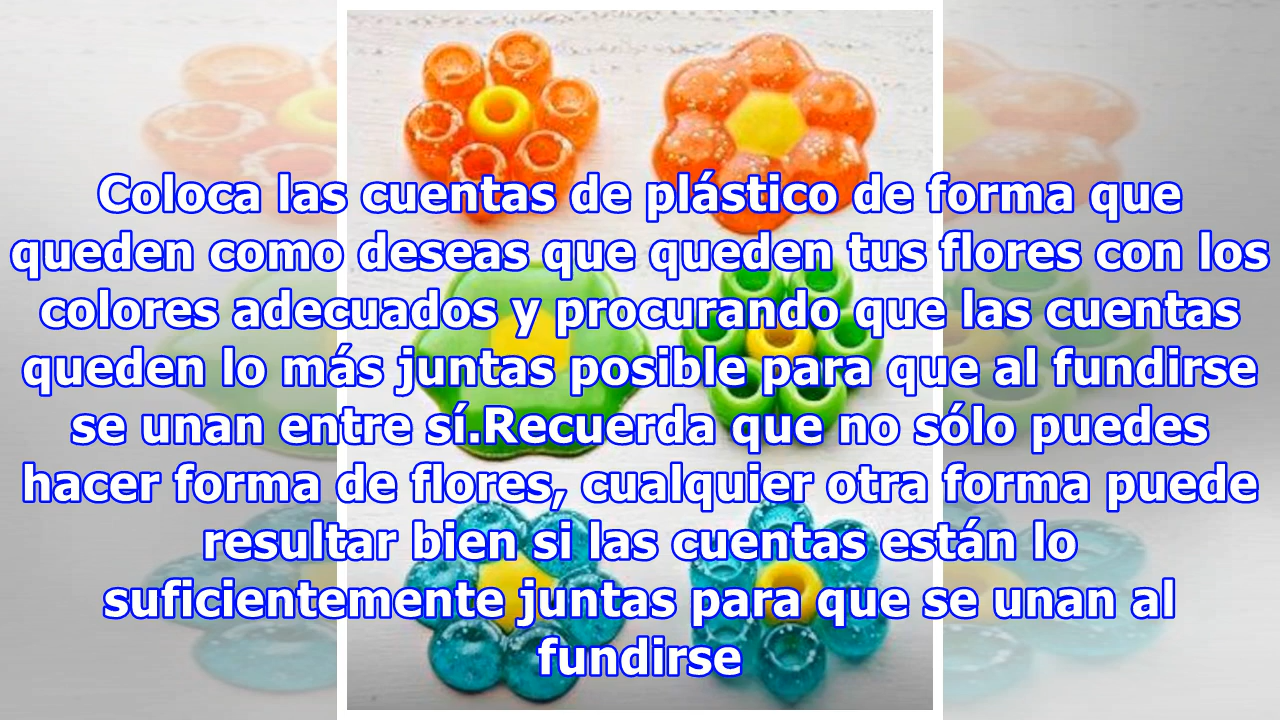 Coloca las cuentas de plástico de forma que
queden como deseas que queden tus flores con los
colores adecuados y procurando que las cuentas
queden lo más juntas posible para que al fundirse
se unan entre sí.Recuerda que no sólo puedes
hacer forma de flores, cualquier otra forma puede
resultar bien si las cuentas están lo
suficientemente juntas para que se unan al
fundirse